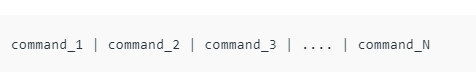 command_1 | command_2 | command_3 | .... | command_N